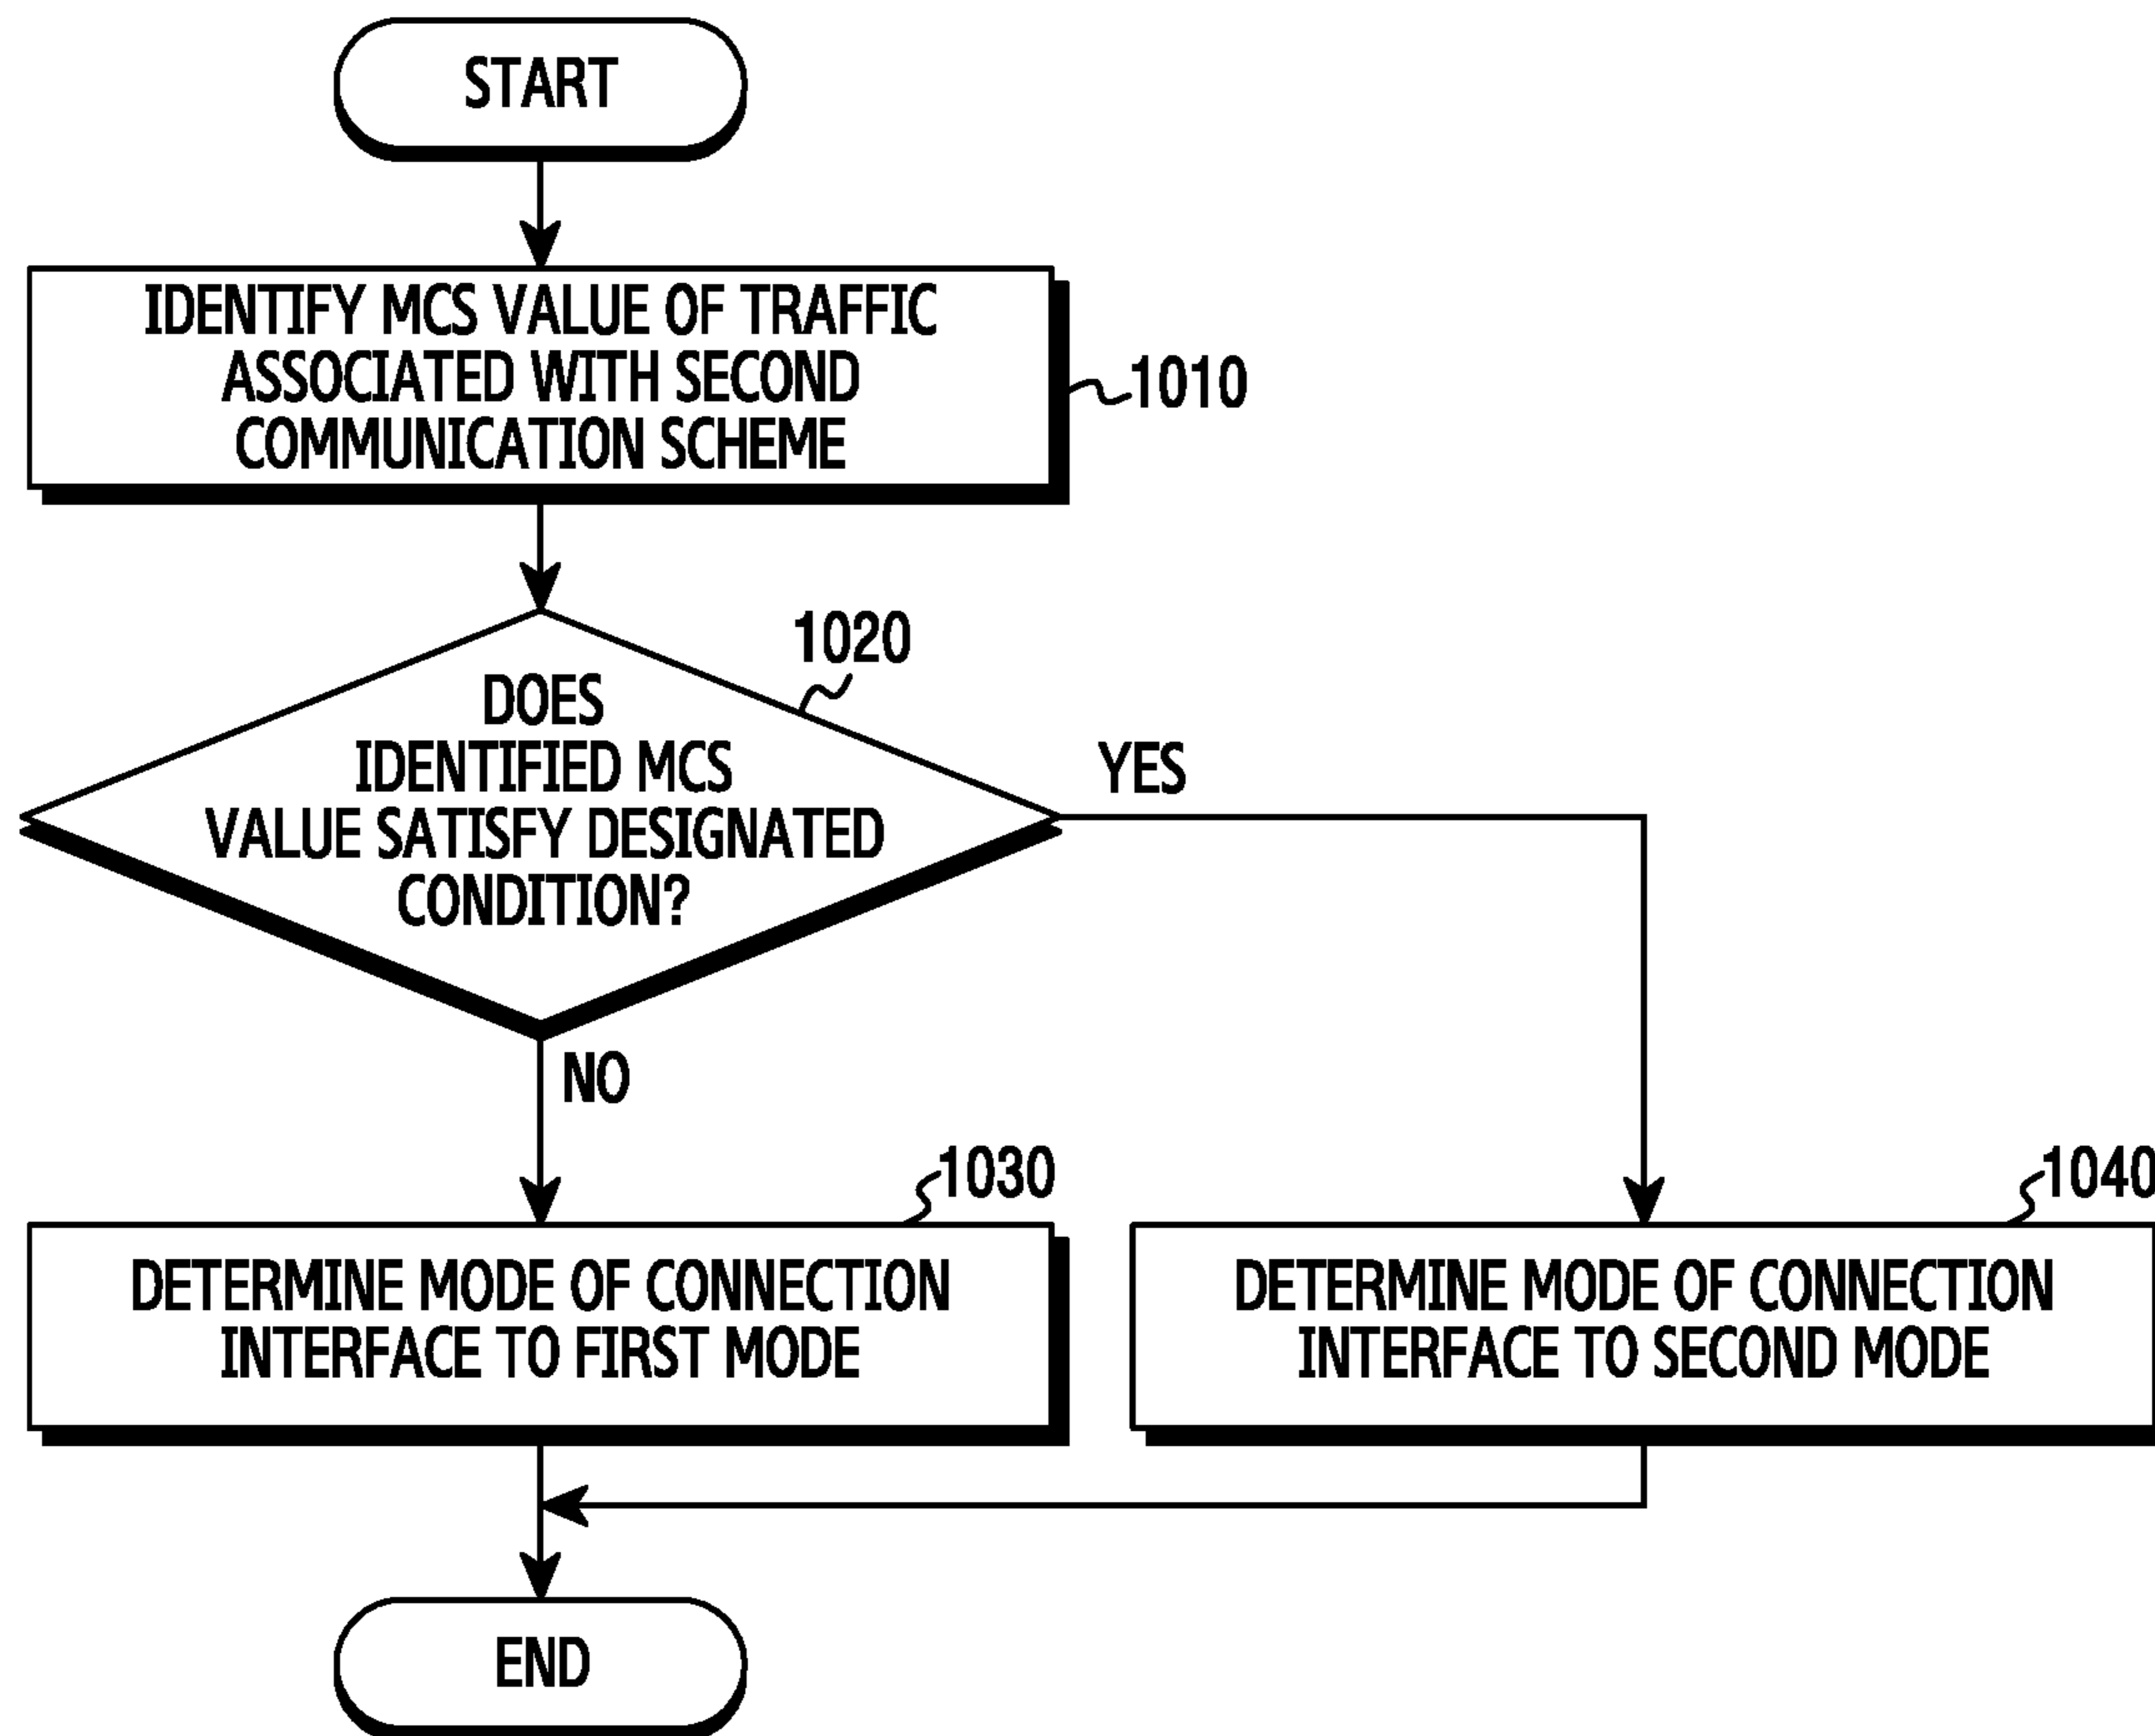 START
IDENTIFY MCS VALUE OF TRAFFIC
ASSOCIATED WITH SECOND
COMMUNICATION SCHEME
1010
1020
DOES
IDENTIFIED MCS
VALUE SATISFY DESIGNATED
CONDITION?
YES
NO
1030
DETERMINE MODE OF CONNECTION
INTERFACE TO FIRST MODE
1040
DETERMINE MODE OF CONNECTION
INTERFACE TO SECOND MODE
END